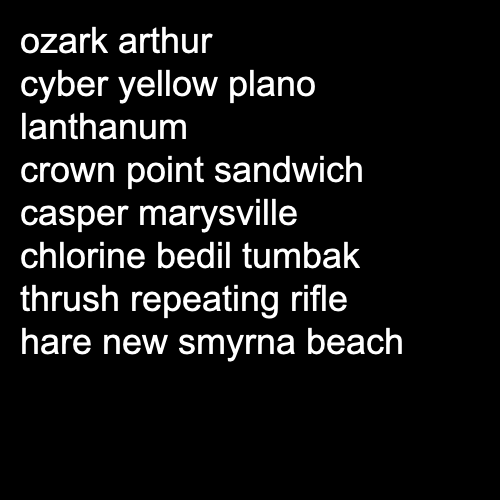 ozark arthur
cyber yellow plano
lanthanum
crown point sandwich
casper marysville
chlorine bedil tumbak
thrush repeating rifle
hare new smyrna beach